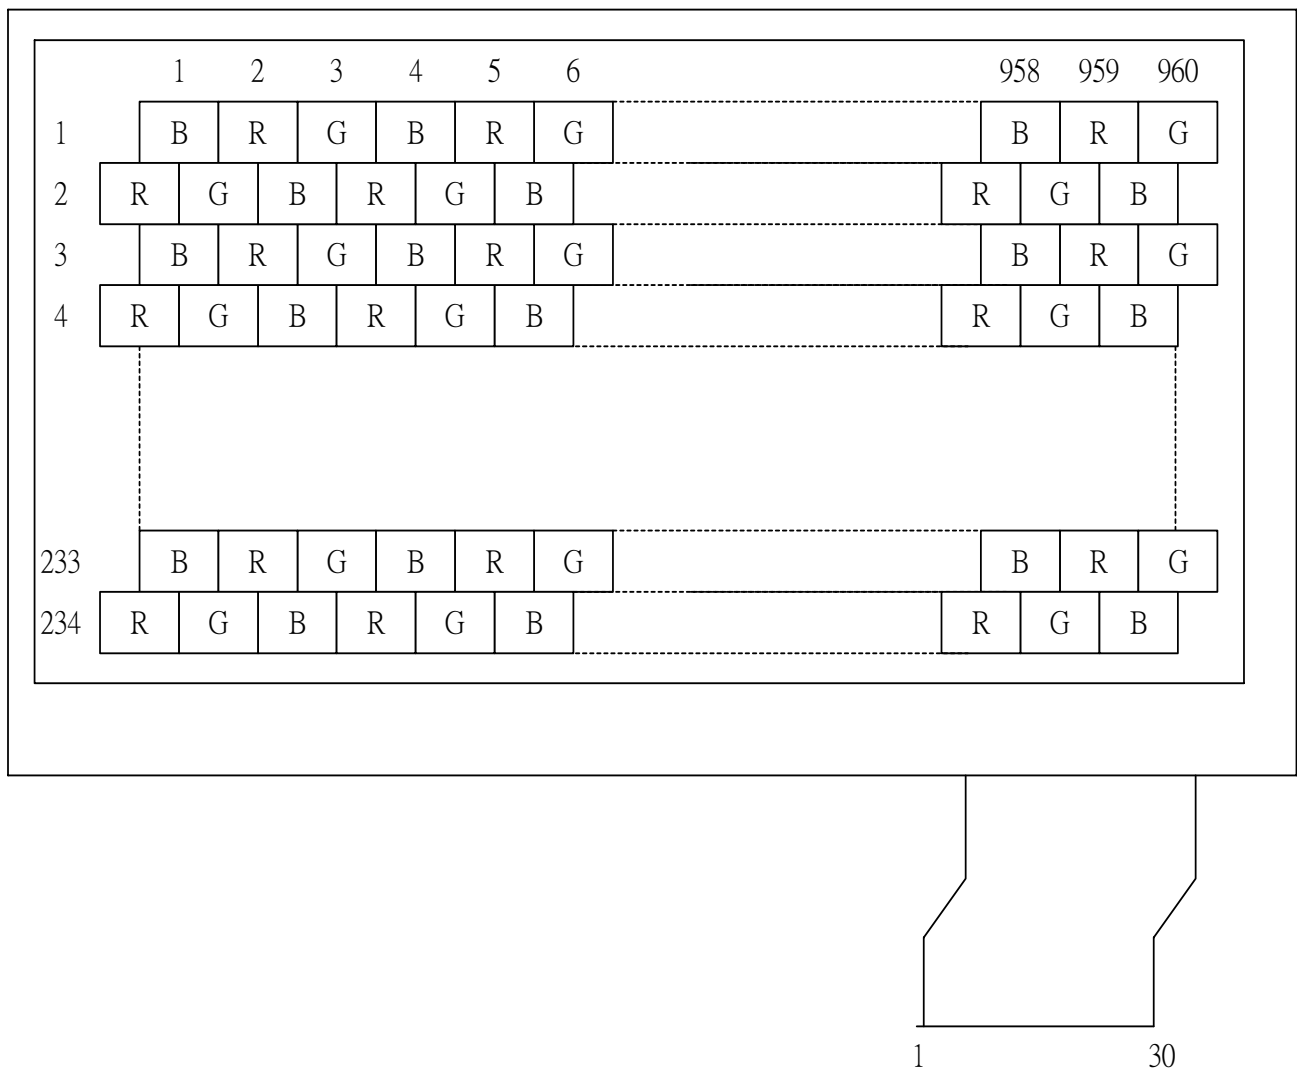 1 2 3 4 5 6 958 959 960
1 B R G B R G B R G
2 R G B R G B R G B
3 B R G B R G B R G
4 R G B R G B R G B
233 B R G B R G B R G
234 R G B R G B R G B
1 30